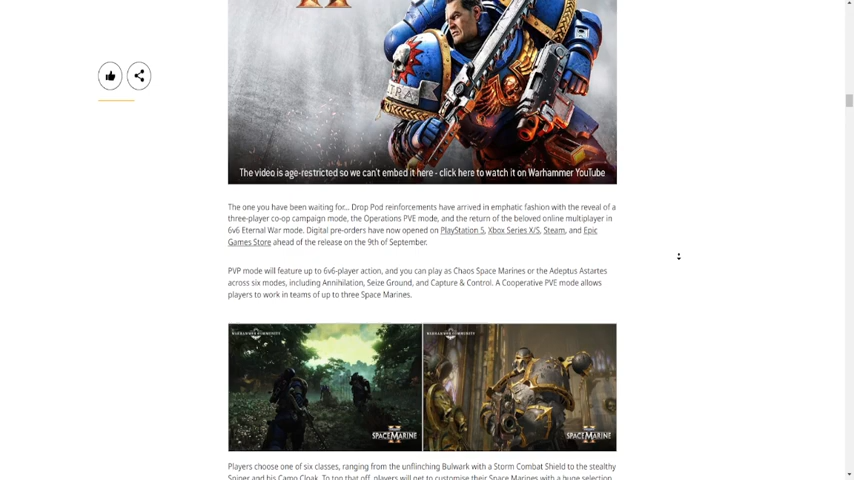 The video is age-restricted so we can't embed it here - click here to watch it on Warhammer YouTube
The one you have been waiting for... Drop Pod reinforcements have arrived in emphatic fashion with the reveal of a
three-player co-op campaign mode, the Operations PVE mode, and the return of the beloved online multiplayer in
6v6 Eternal War mode. Digital pre-orders have now opened on PlayStation 5, Xbox Series X/S, Steam, and Epic
Games Store ahead of the release on the 9th of September.
PVP mode will feature up to 6v6-player action, and you can play as Chaos Space Marines or the Adeptus Astartes
across six modes, including Annihilation, Seize Ground, and Capture & Control. A Cooperative PVE mode allows
players to work in teams of up to three Space Marines.
WARHAMMER COMMUNITY
WARHAMMER COMMUNITY
SPACE MARINE
SPACE MARINE
Players choose one of six classes, ranging from the unflinching Bulwark with a Storm Combat Shield to the stealthy
Sniper and his Camo Cloak. To top that off, players will get to customise their Space Marines with a huge selection